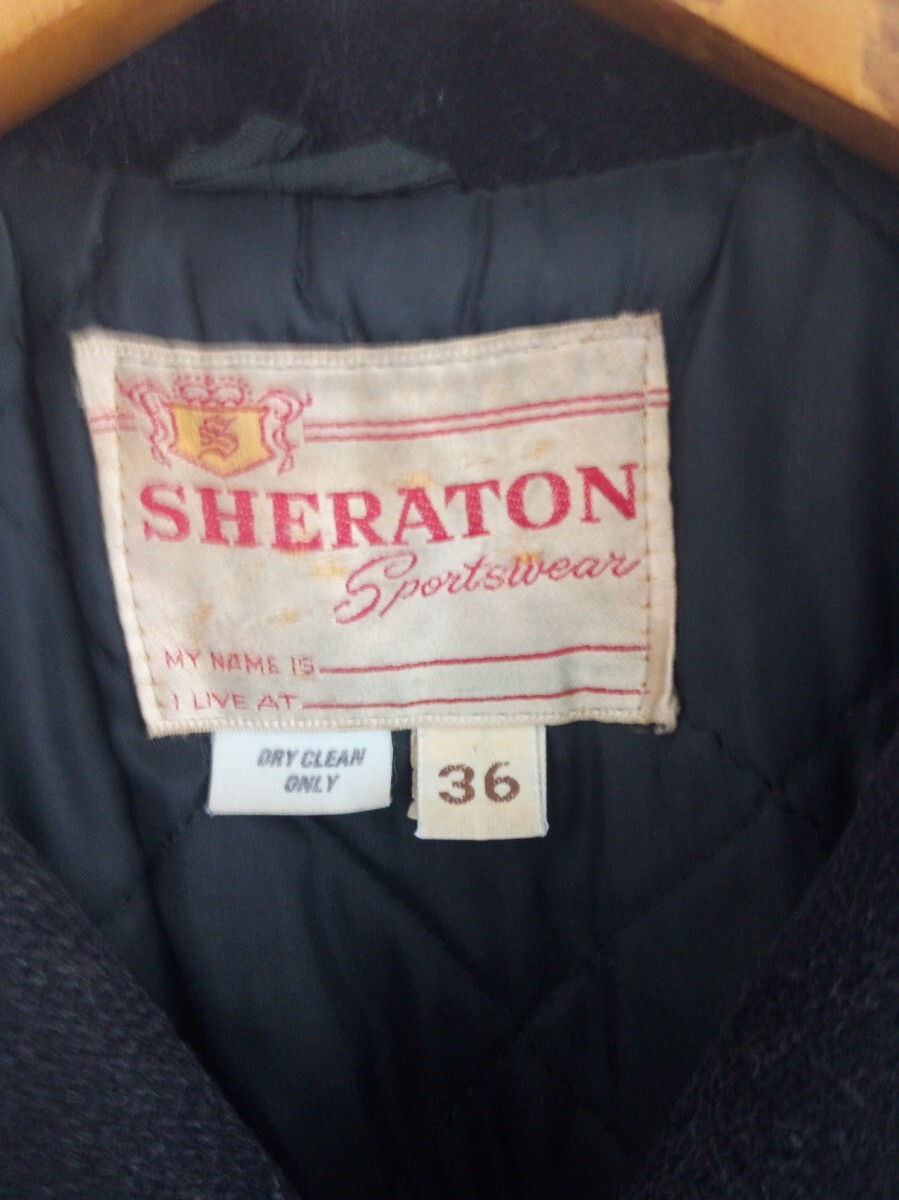 S
SHERATON
Sportswear
MY NAME IS
I LIVE AT
DRY CLEAN
ONLY
36